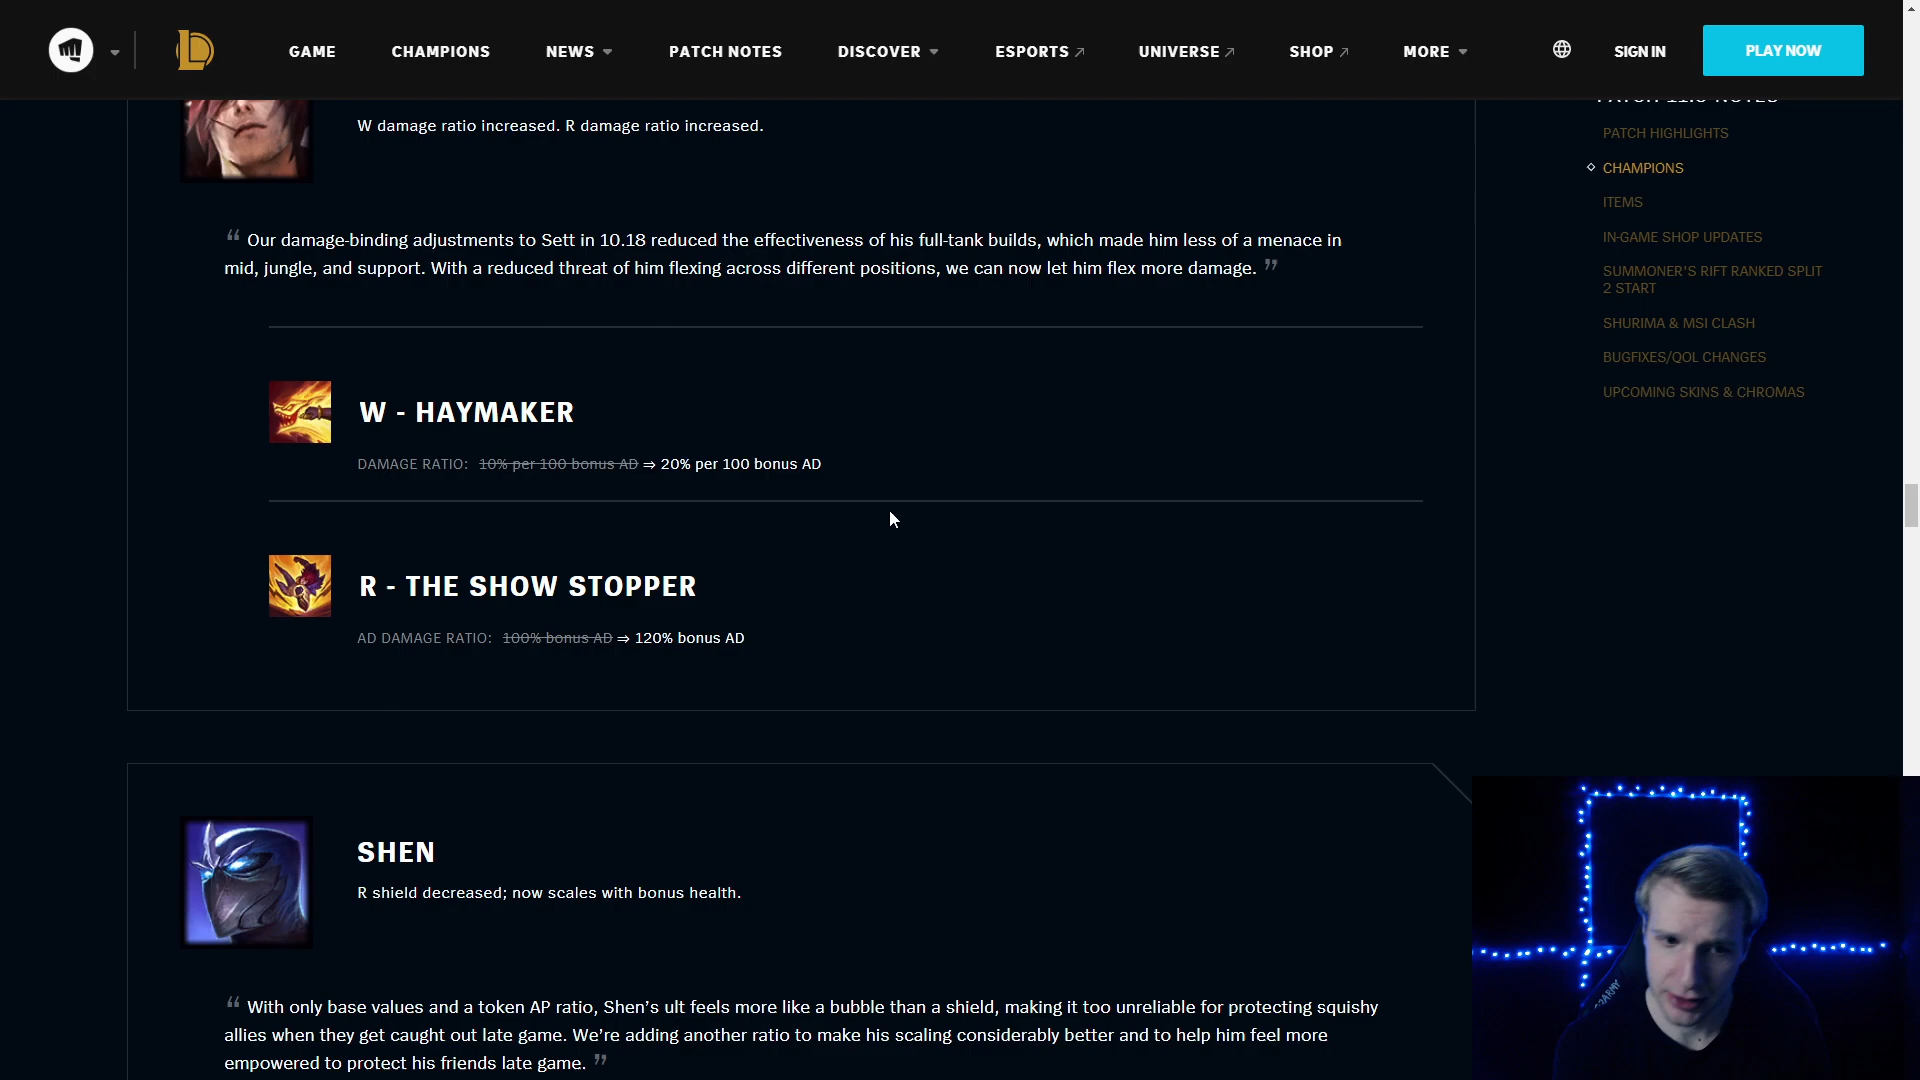 GAME CHAMPIONS NEWS PATCH NOTES DISCOVER ESPORTS UNIVERSE SHOP MORE SIGN IN PLAY NOW
W damage ratio increased. R damage ratio increased.
“ Our damage-binding adjustments to Sett in 10.18 reduced the effectiveness of his full-tank builds, which made him less of a menace in
mid, jungle, and support. With a reduced threat of him flexing across different positions, we can now let him flex more damage. ”
W - HAYMAKER
DAMAGE RATIO: 10% per 100 bonus AD ⇒ 20% per 100 bonus AD
R - THE SHOW STOPPER
AD DAMAGE RATIO: 100% bonus AD ⇒ 120% bonus AD
SHEN
R shield decreased; now scales with bonus health.
“ With only base values and a token AP ratio, Shen’s ult feels more like a bubble than a shield, making it too unreliable for protecting squishy
allies when they get caught out late game. We’re adding another ratio to make his scaling considerably better and to help him feel more
empowered to protect his friends late game. ”
PATCH HIGHLIGHTS
CHAMPIONS
ITEMS
IN-GAME SHOP UPDATES
SUMMONER'S RIFT RANKED SPLIT
2 START
SHURIMA & MSI CLASH
BUGFIXES/QOL CHANGES
UPCOMING SKINS & CHROMAS